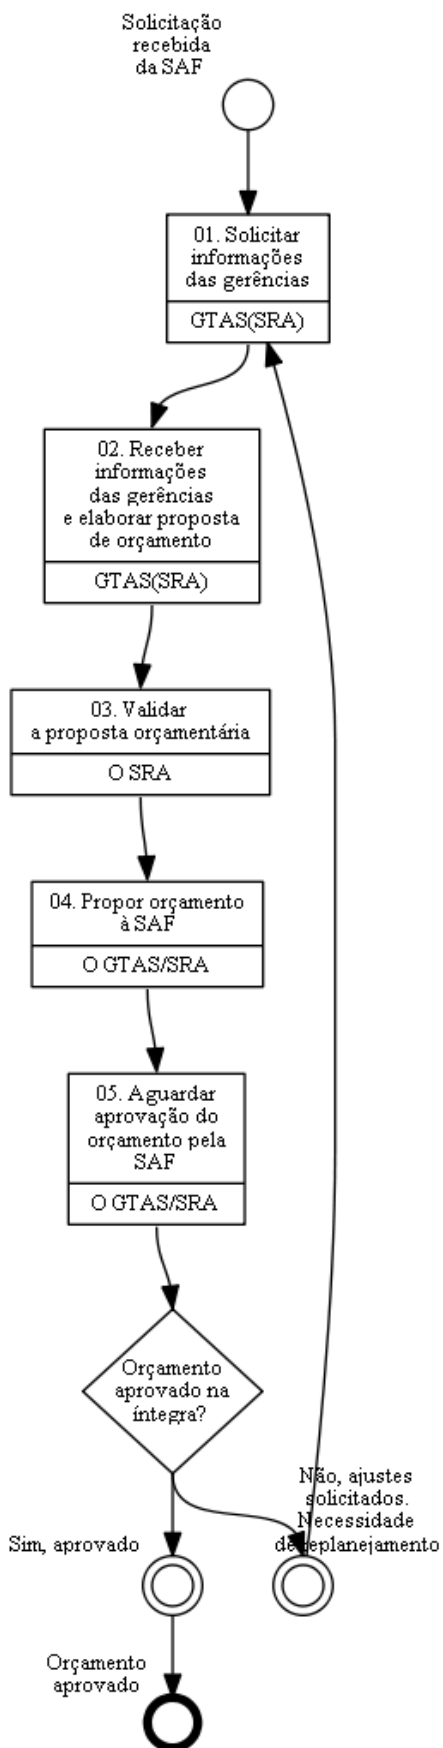 Solicitação
recebida
da SAF
01. Solicitar
informações
das gerências
GTAS(SRA)
02. Receber
informações
das gerências
e elaborar proposta
de orçamento
GTAS(SRA)
03. Validar
a proposta orçamentária
O SRA
04. Propor orçamento
à SAF
O GTAS/SRA
05. Aguardar
aprovação do
orçamento pela
SAF
O GTAS/SRA
Orçamento
aprovado na
íntegra?
Não, ajustes
solicitados.
Necessidade
de replanejamento
Sim, aprovado
Orçamento
aprovado